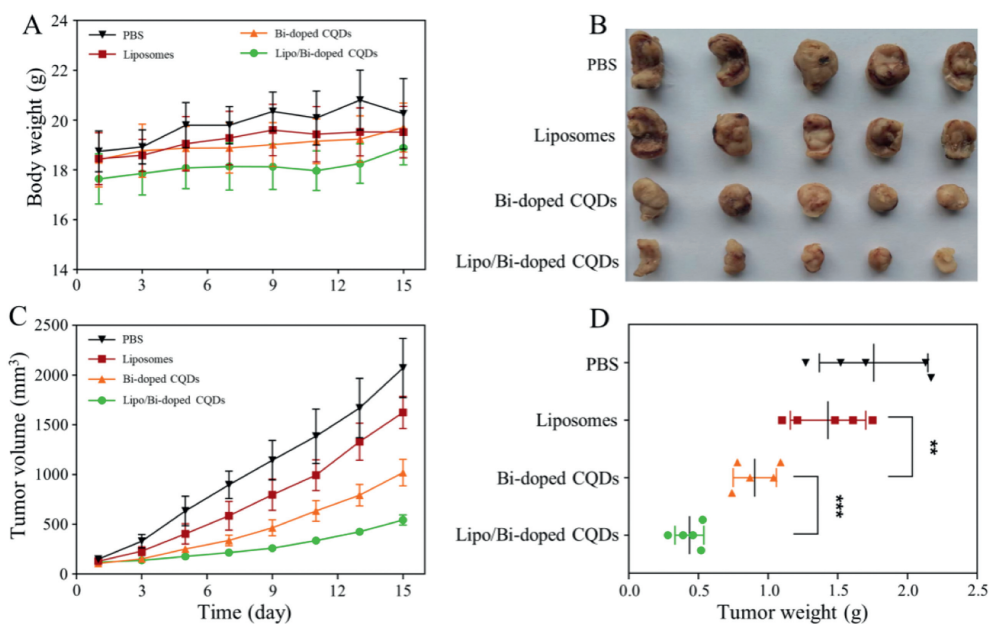 A
24
22
20
18
16
14
Body weight (g)
PBS
Liposomes
Bi-doped CQDs
Lipo/Bi-doped CQDs
0 3 6 9 12 15
B
PBS
Liposomes
Bi-doped CQDs
Lipo/Bi-doped CQDs
C
2500
2000
1500
1000
500
0
Tumor volume (mm³)
PBS
Liposomes
Bi-doped CQDs
Lipo/Bi-doped CQDs
0 3 6 9 12 15
Time (day)
D
PBS
Liposomes
Bi-doped CQDs
Lipo/Bi-doped CQDs
**
***
0.0 0.5 1.0 1.5 2.0 2.5
Tumor weight (g)